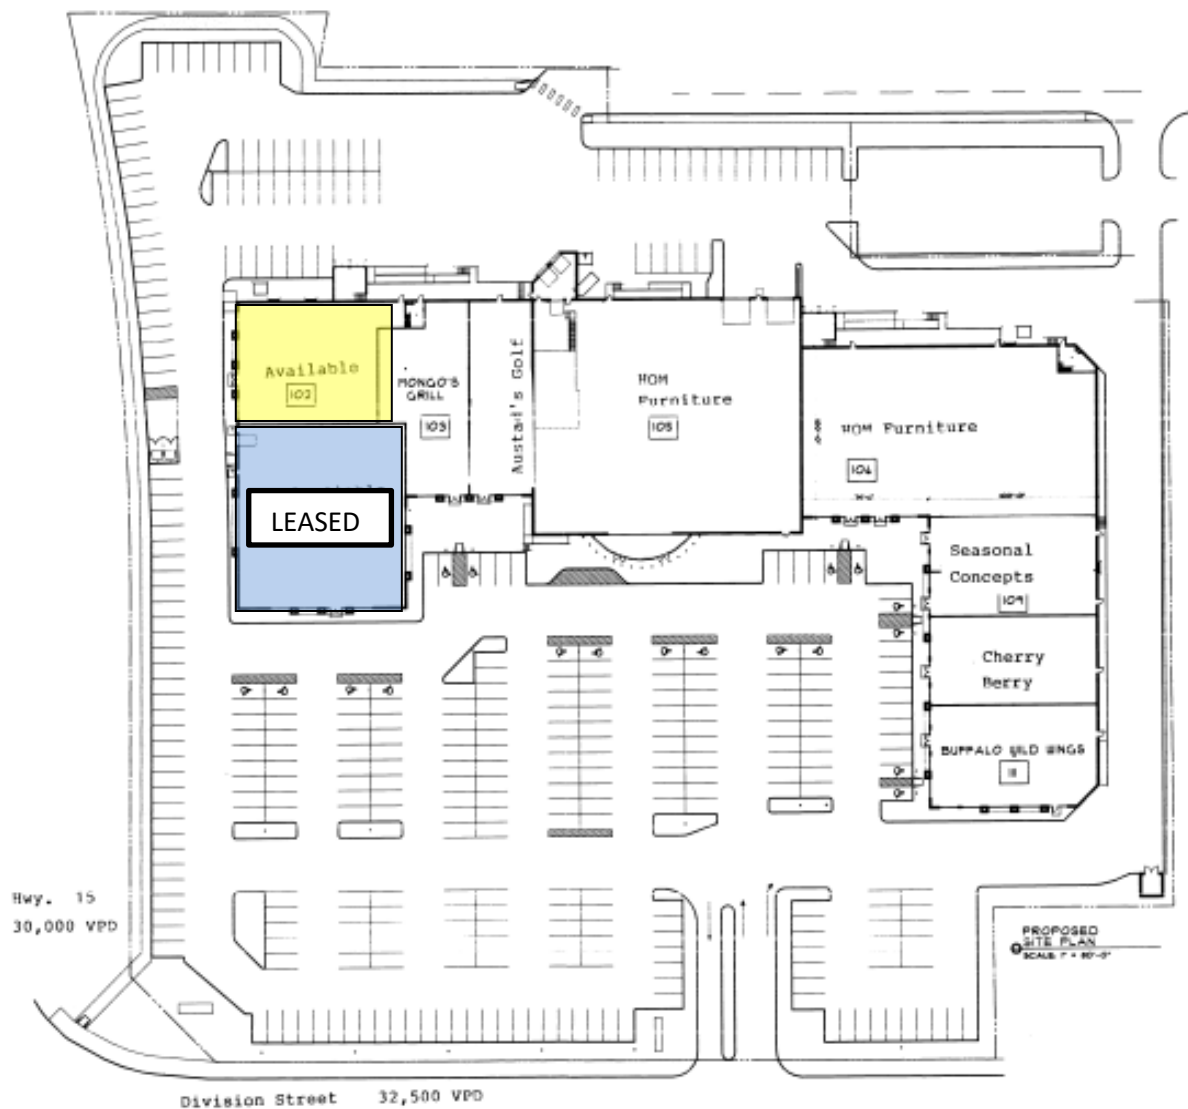 Available
102
MONGO'S
GRILL
103
Austad's Golf
HOM
Furniture
105
HOM Furniture
106
LEASED
Seasonal
Concepts
109
Cherry
Berry
BUFFALO WILD WINGS
11
Hwy. 15
30,000 VPD
PROPOSED
SITE PLAN
Division Street 32,500 VPD